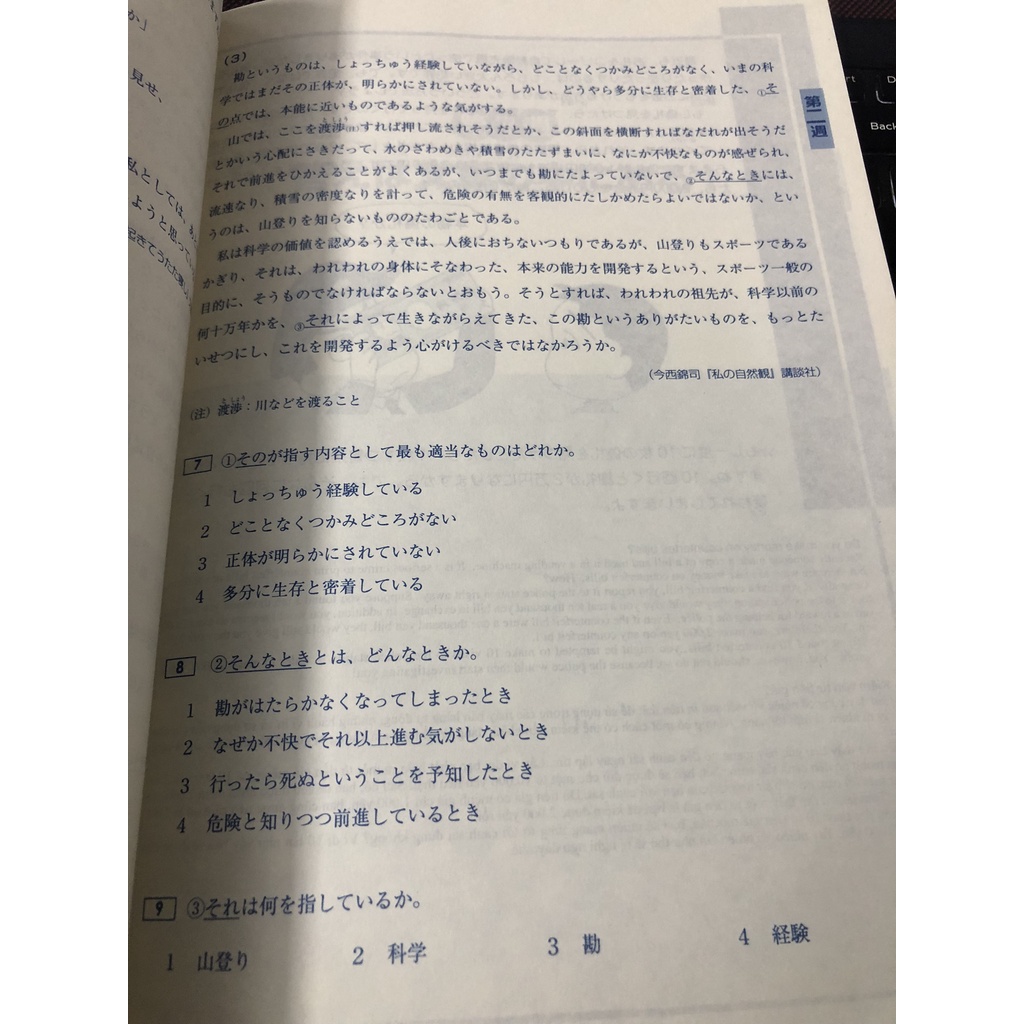 か」
見せ、
私としては、あ
ようと思ってい
起きてうたた寝
第二週
(3)
勘というものは、しょっちゅう経験していながら、どことなくつかみどころがなく、いまの科
学ではまだその正体が、明らかにされていない。しかし、どうやら多分に生存と密着した、①そ
の点では、本能に近いものであるような気がする。
山では、ここを渡渉(注)すれば押し流されそうだとか、この斜面を横断すればなだれが出そうだ
とかいう心配にさきだって、水のざわめきや積雪のたたずまいに、なにか不快なものが感ぜられ、
それで前進をひかえることがよくあるが、いつまでも勘にたよっていないで、②そんなときには、
流速なり、積雪の密度なりを計って、危険の有無を客観的にたしかめたらよいではないか、とい
うのは、山登りを知らないもののたわごとである。
私は科学の価値を認めるうえでは、人後におちないつもりであるが、山登りもスポーツである
かぎり、それは、われわれの身体にそなわった、本来の能力を開発するという、スポーツ一般の
目的に、そうものでなければならないとおもう。そうとすれば、われわれの祖先が、科学以前の
何十万年かを、③それによって生きながらえてきた、この勘というありがたいものを、もっとた
いせつにし、これを開発するよう心がけるべきではなかろうか。
(今西錦司『私の自然観』講談社)
(注) 渡渉:川などを渡ること
7 ①そのが指す内容として最も適当なものはどれか。
1 しょっちゅう経験している
2 どことなくつかみどころがない
3 正体が明らかにされていない
4 多分に生存と密着している
8 ②そんなときとは、どんなときか。
1 勘がはたらかなくなってしまったとき
2 なぜか不快でそれ以上進む気がしないとき
3 行ったら死ぬということを予知したとき
4 危険と知りつつ前進しているとき
9 ③それは何を指しているか。
1 山登り 2 科学 3 勘 4 経験
Back